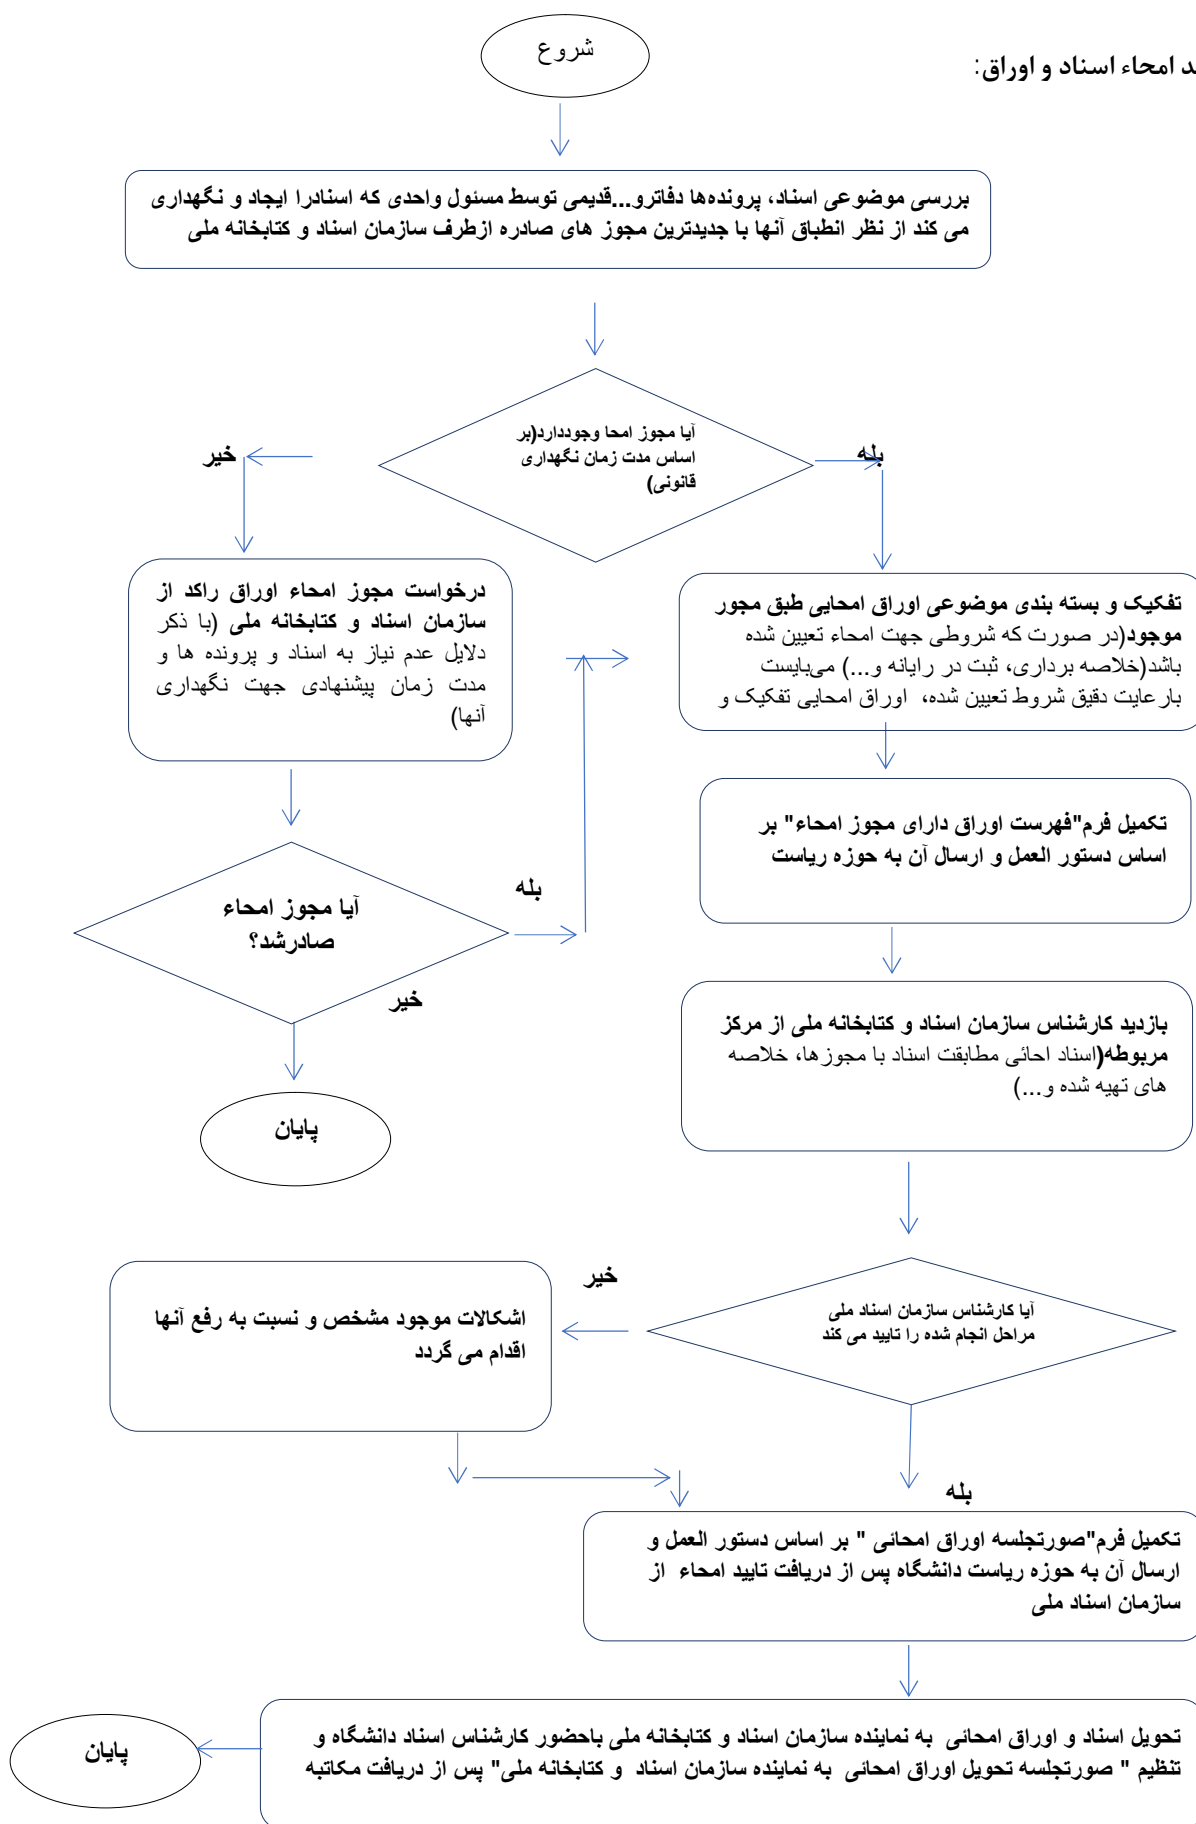 شروع
د امحاء اسناد و اوراق:
بررسی موضوعی اسناد، پرونده‌ها دفاترو...قدیمی توسط مسئول واحدی که اسنادرا ایجاد و نگهداری
می کند از نظر انطباق آنها با جدیدترین مجوز های صادره ازطرف سازمان اسناد و کتابخانه ملی
آیا مجوز امحا وجوددارد(بر
اساس مدت زمان نگهداری
قانونی)
بله
خیر
تفکیک و بسته بندی موضوعی اوراق امحایی طبق مجور
موجود(در صورت که شروطی جهت امحاء تعیین شده
باشد(خلاصه برداری، ثبت در رایانه و...) می‌بایست
بارعایت دقیق شروط تعیین شده، اوراق امحایی تفکیک و
درخواست مجوز امحاء اوراق راکد از
سازمان اسناد و کتابخانه ملی (با ذکر
دلایل عدم نیاز به اسناد و پرونده ها و
مدت زمان پیشنهادی جهت نگهداری
آنها)
تکمیل فرم"فهرست اوراق دارای مجوز امحاء" بر
اساس دستور العمل و ارسال آن به حوزه ریاست
آیا مجوز امحاء
صادرشد؟
بله
خیر
پایان
بازدید کارشناس سازمان اسناد و کتابخانه ملی از مرکز
مربوطه(اسناد احائی مطابقت اسناد با مجوزها، خلاصه
های تهیه شده و...)
آیا کارشناس سازمان اسناد ملی
مراحل انجام شده را تایید می کند
خیر
اشکالات موجود مشخص و نسبت به رفع آنها
اقدام می گردد
بله
تکمیل فرم"صورتجلسه اوراق امحائی " بر اساس دستور العمل و
ارسال آن به حوزه ریاست دانشگاه پس از دریافت تایید امحاء از
سازمان اسناد ملی
تحویل اسناد و اوراق امحائی به نماینده سازمان اسناد و کتابخانه ملی باحضور کارشناس اسناد دانشگاه و
تنظیم " صورتجلسه تحویل اوراق امحائی به نماینده سازمان اسناد و کتابخانه ملی" پس از دریافت مکاتبه
پایان